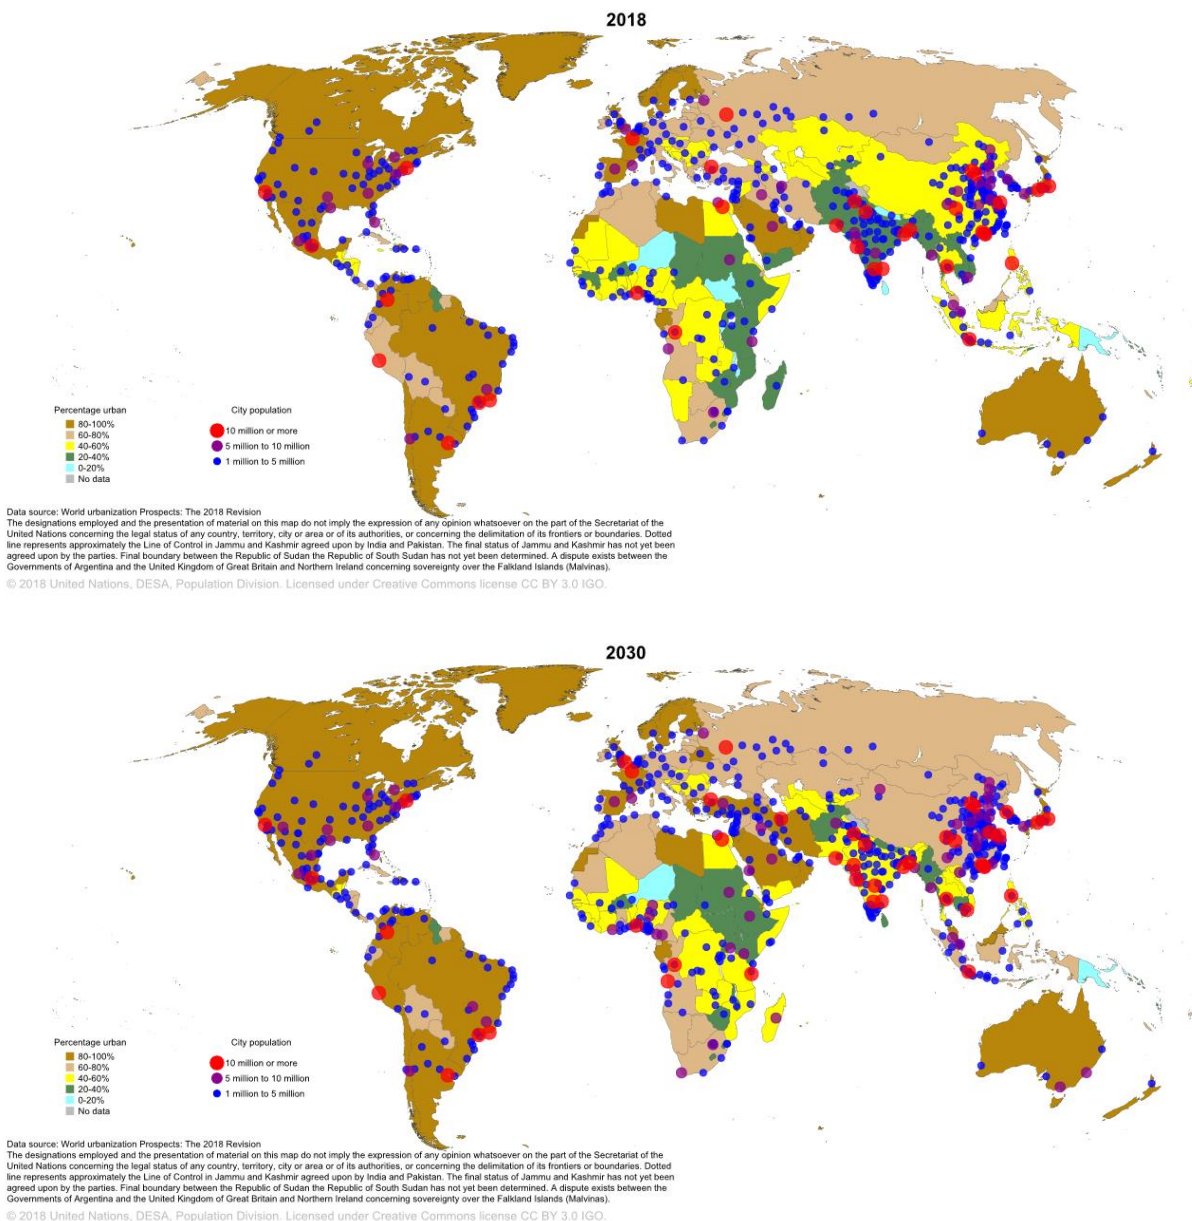 2018
Percentage urban
80-100%
60-80%
40-60%
20-40%
0-20%
No data
City population
10 million or more
5 million to 10 million
1 million to 5 million
Data source: World urbanization Prospects: The 2018 Revision
The designations employed and the presentation of material on this map do not imply the expression of any opinion whatsoever on the part of the Secretariat of the
United Nations concerning the legal status of any country, territory, city or area or of its authorities, or concerning the delimitation of its frontiers or boundaries. Dotted
line represents approximately the Line of Control in Jammu and Kashmir agreed upon by India and Pakistan. The final status of Jammu and Kashmir has not yet been
agreed upon by the parties. Final boundary between the Republic of Sudan the Republic of South Sudan has not yet been determined. A dispute exists between the
Governments of Argentina and the United Kingdom of Great Britain and Northern Ireland concerning sovereignty over the Falkland Islands (Malvinas).
© 2018 United Nations, DESA, Population Division. Licensed under Creative Commons license CC BY 3.0 IGO.
2030
Percentage urban
80-100%
60-80%
40-60%
20-40%
0-20%
No data
City population
10 million or more
5 million to 10 million
1 million to 5 million
Data source: World urbanization Prospects: The 2018 Revision
The designations employed and the presentation of material on this map do not imply the expression of any opinion whatsoever on the part of the Secretariat of the
United Nations concerning the legal status of any country, territory, city or area or of its authorities, or concerning the delimitation of its frontiers or boundaries. Dotted
line represents approximately the Line of Control in Jammu and Kashmir agreed upon by India and Pakistan. The final status of Jammu and Kashmir has not yet been
agreed upon by the parties. Final boundary between the Republic of Sudan the Republic of South Sudan has not yet been determined. A dispute exists between the
Governments of Argentina and the United Kingdom of Great Britain and Northern Ireland concerning sovereignty over the Falkland Islands (Malvinas).
© 2018 United Nations, DESA, Population Division. Licensed under Creative Commons license CC BY 3.0 IGO.